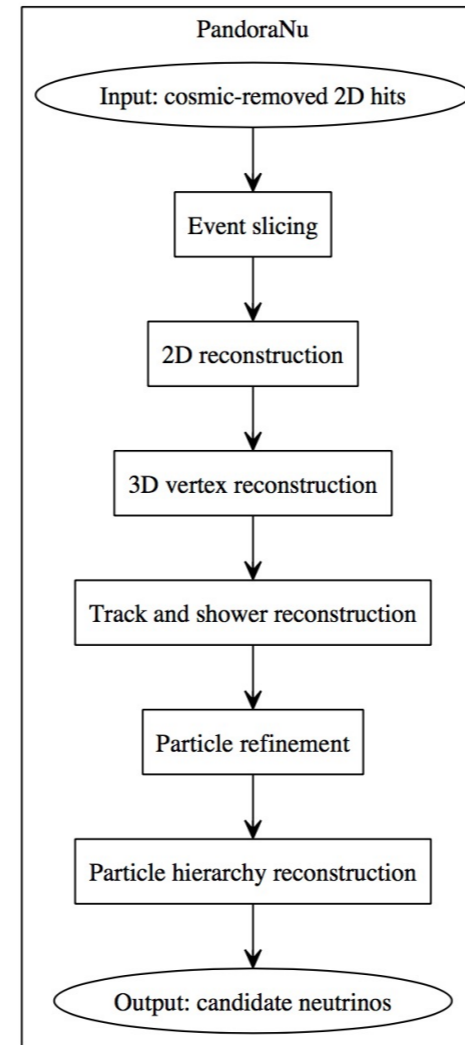 PandoraNu
Input: cosmic-removed 2D hits
Event slicing
2D reconstruction
3D vertex reconstruction
Track and shower reconstruction
Particle refinement
Particle hierarchy reconstruction
Output: candidate neutrinos